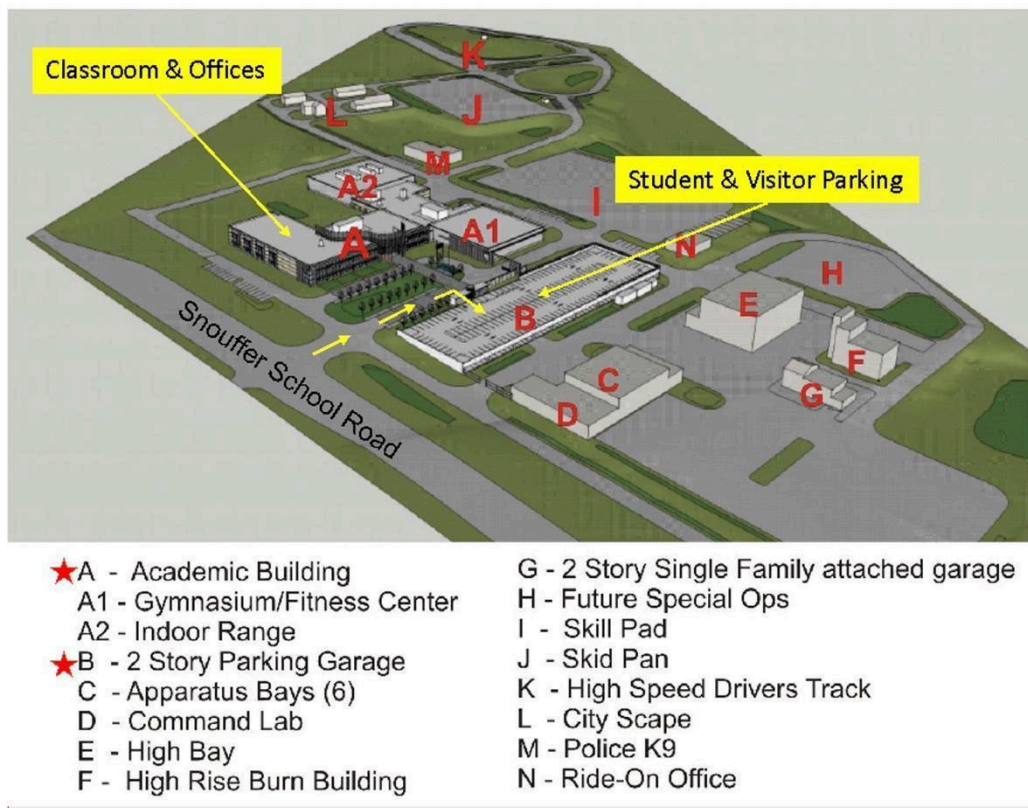 K
Classroom & Offices
L
J
M
A2
Student & Visitor Parking
I
A
A1
N
H
E
B
Snouffer School Road
F
C
G
D
A - Academic Building
A1 - Gymnasium/Fitness Center
A2 - Indoor Range
B - 2 Story Parking Garage
C - Apparatus Bays (6)
D - Command Lab
E - High Bay
F - High Rise Burn Building
G - 2 Story Single Family attached garage
H - Future Special Ops
I - Skill Pad
J - Skid Pan
K - High Speed Drivers Track
L - City Scape
M - Police K9
N - Ride-On Office